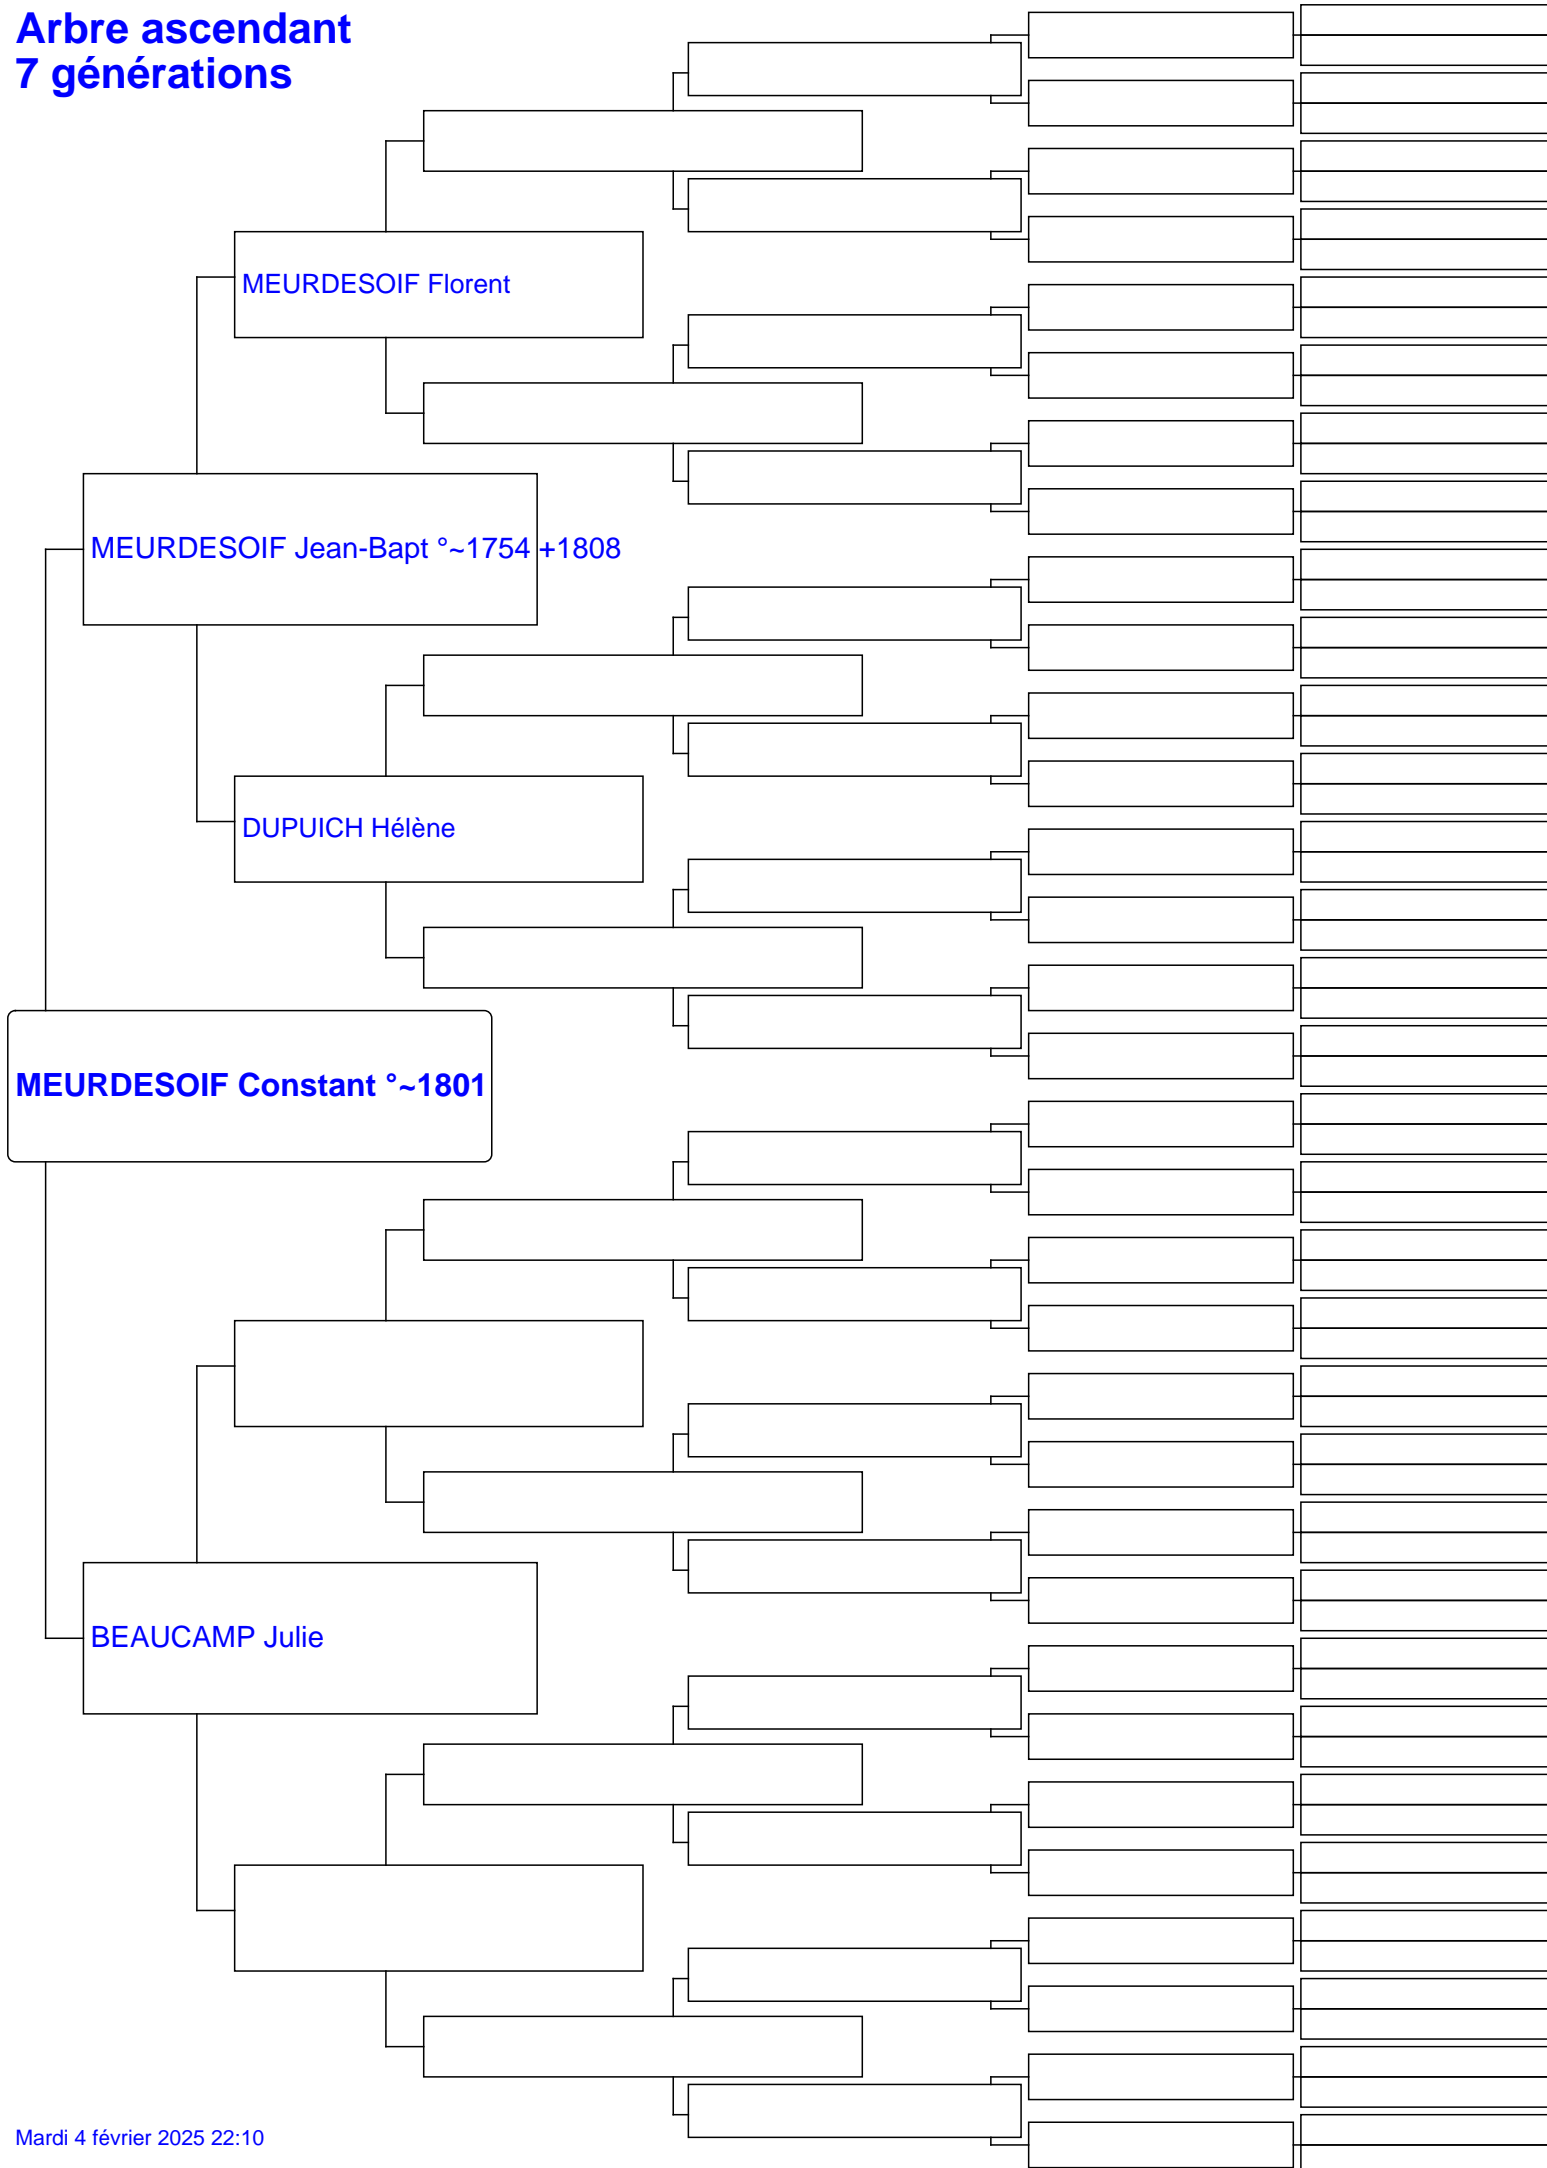 Arbre ascendant
7 générations
MEURDESOIF Florent
MEURDESOIF Jean-Bapt °~1754 +1808
DUPUICH Hélène
MEURDESOIF Constant °~1801
BEAUCAMP Julie
Mardi 4 février 2025 22:10